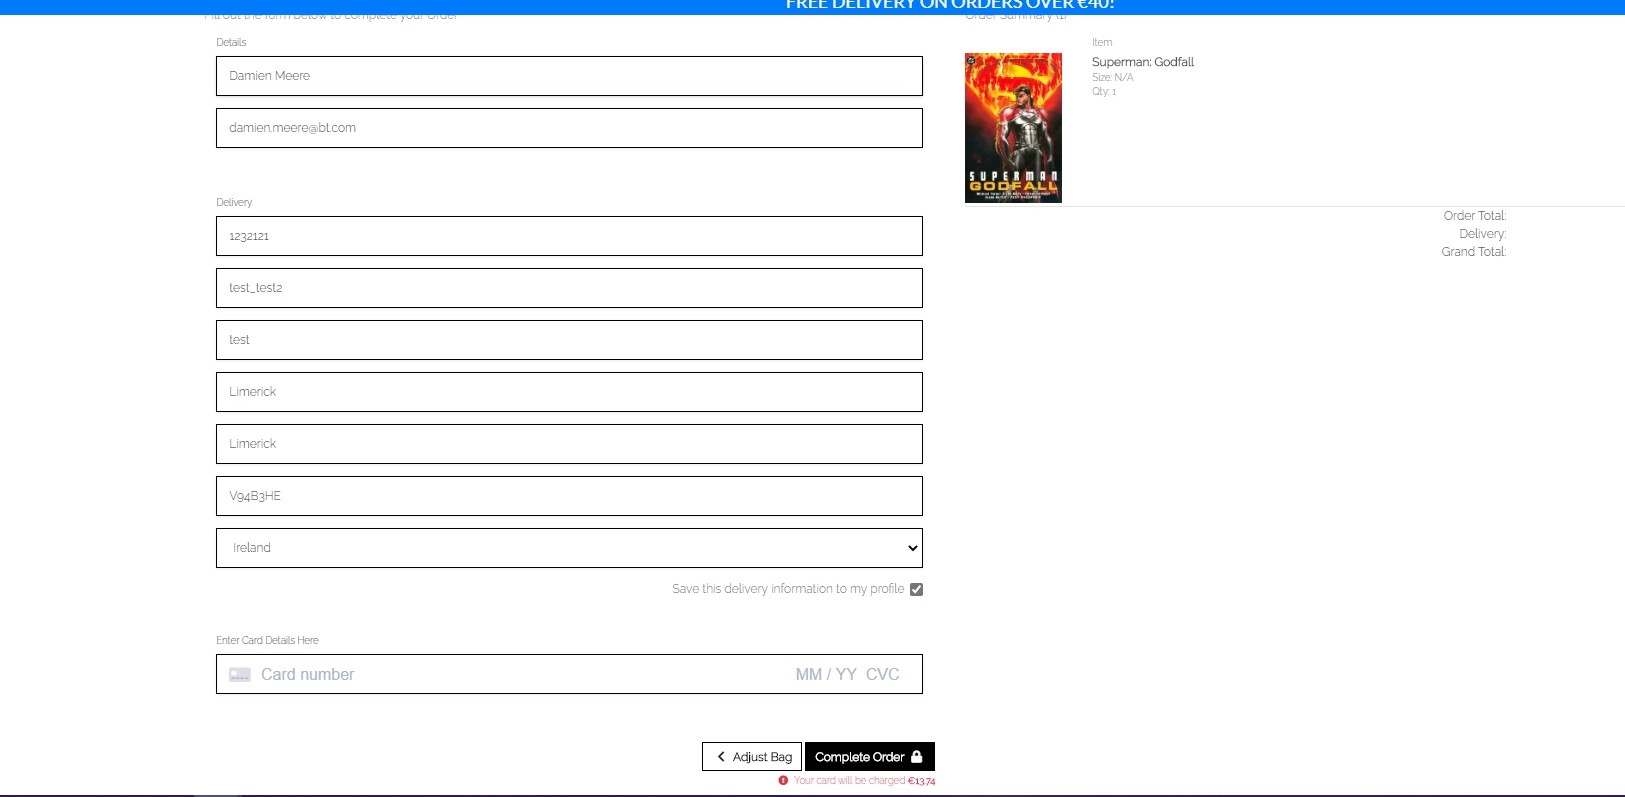 FREE DELIVERY ON ORDERS OVER €40!
Fill out the form below to complete your Order
Details
Damien Meere
damien.meere@bt.com
Delivery
1232121
test_test2
test
Limerick
Limerick
V94B3HE
Ireland
Save this delivery information to my profile
Enter Card Details Here
Card number MM / YY CVC
Adjust Bag
Complete Order
Your card will be charged €13.74
Order Summary (1)
Item
Superman: Godfall
Size: N/A
Qty: 1
SUPERMAN
GODFALL
Order Total:
Delivery:
Grand Total: